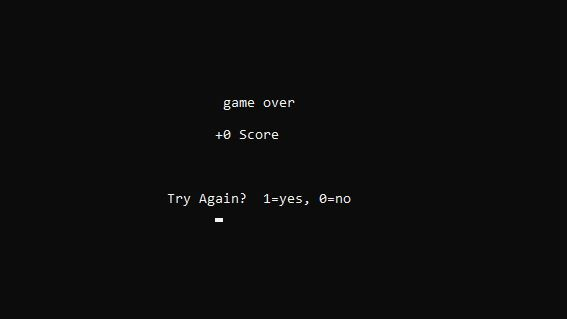 game over
+0 Score
Try Again?  1=yes, 0=no